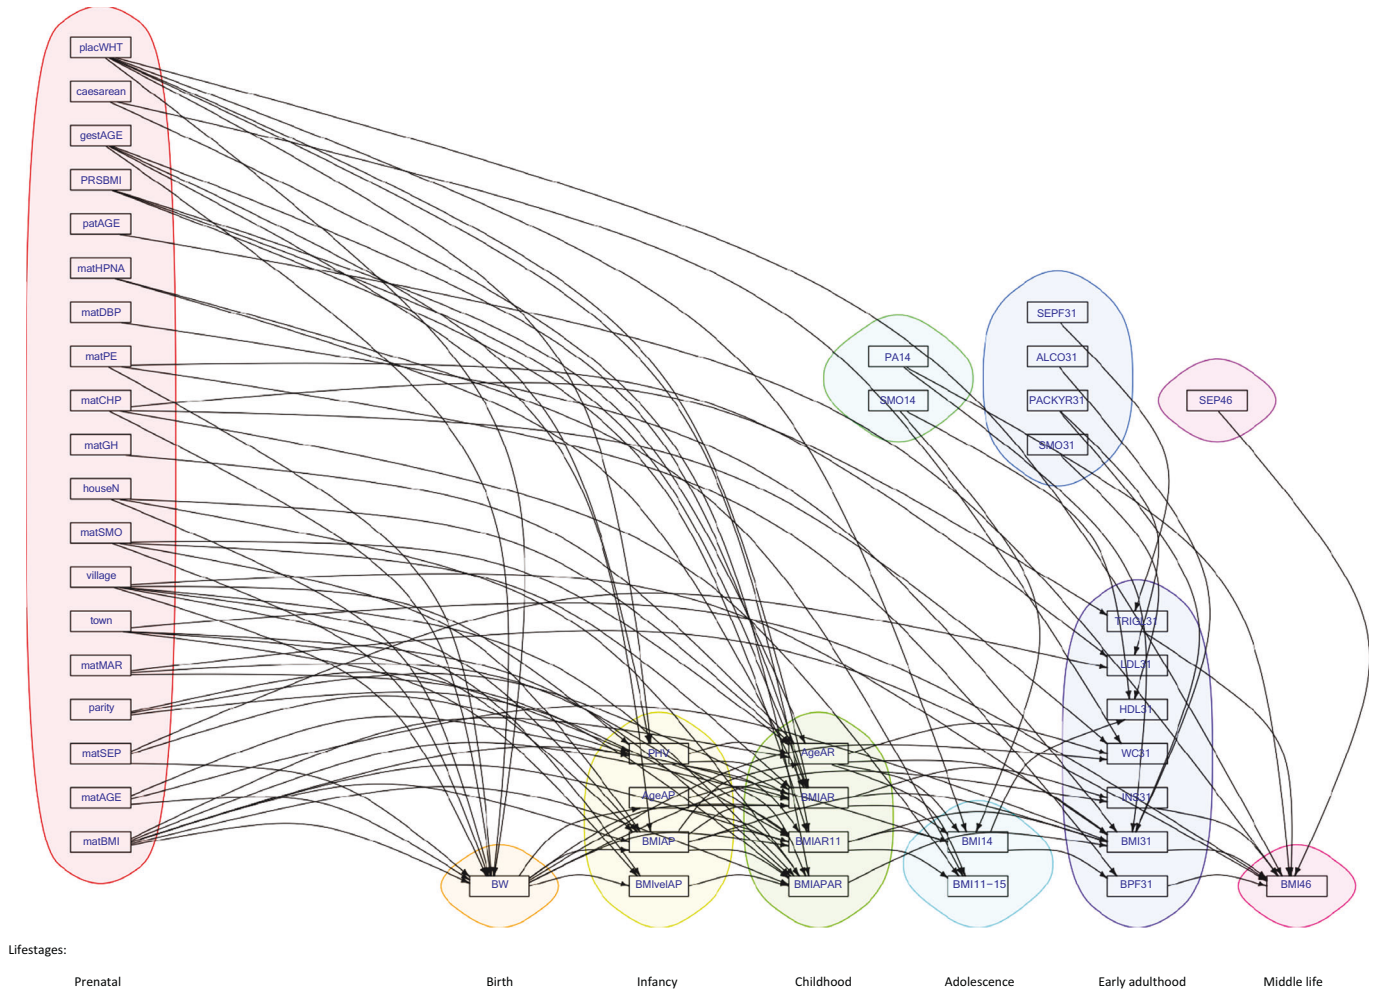 placWHT
caesarean
gestAGE
PRSBMI
patAGE
matHPNA
matDBP
SEPF31
matPE
PA14
ALCO31
matCHP
SMO14
PACKYR31
SEP46
matGH
SMO31
houseN
matSMO
village
town
TRIGL31
matMAR
LDL31
parity
HDL31
matSEP
PHV
AgeAR
WC31
matAGE
AgeAP
BMIAR
INS31
matBMI
BMIAP
BMIAR11
BMI14
BMI31
BW
BMIvelAP
BMIAPAR
BMI11−15
BPF31
BMI46
Lifestages:
Prenatal
Birth
Infancy
Childhood
Adolescence
Early adulthood
Middle life